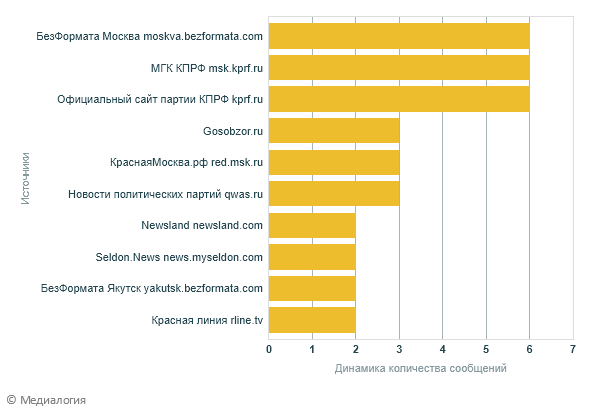 БезФормата Москва moskva.bezformata.com
МГК КПРФ msk.kprf.ru
Официальный сайт партии КПРФ kprf.ru
Gosobzor.ru
КраснаяМосква.рф red.msk.ru
Новости политических партий qwas.ru
Newsland newsland.com
Seldon.News news.myseldon.com
БезФормата Якутск yakutsk.bezformata.com
Красная линия rline.tv
Источники
0 1 2 3 4 5 6 7
Динамика количества сообщений
© Медиалогия